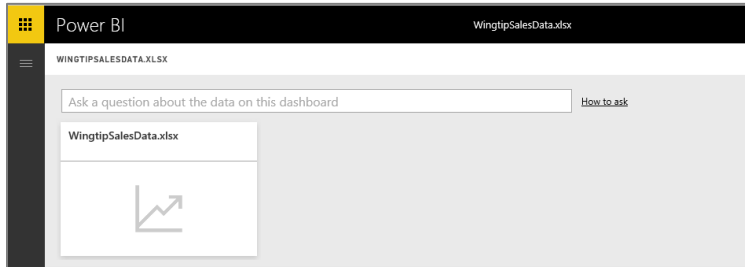 Power BI
WingtipSalesData.xlsx
WINGTIPSALESDATA.XLSX
Ask a question about the data on this dashboard
How to ask
WingtipSalesData.xlsx